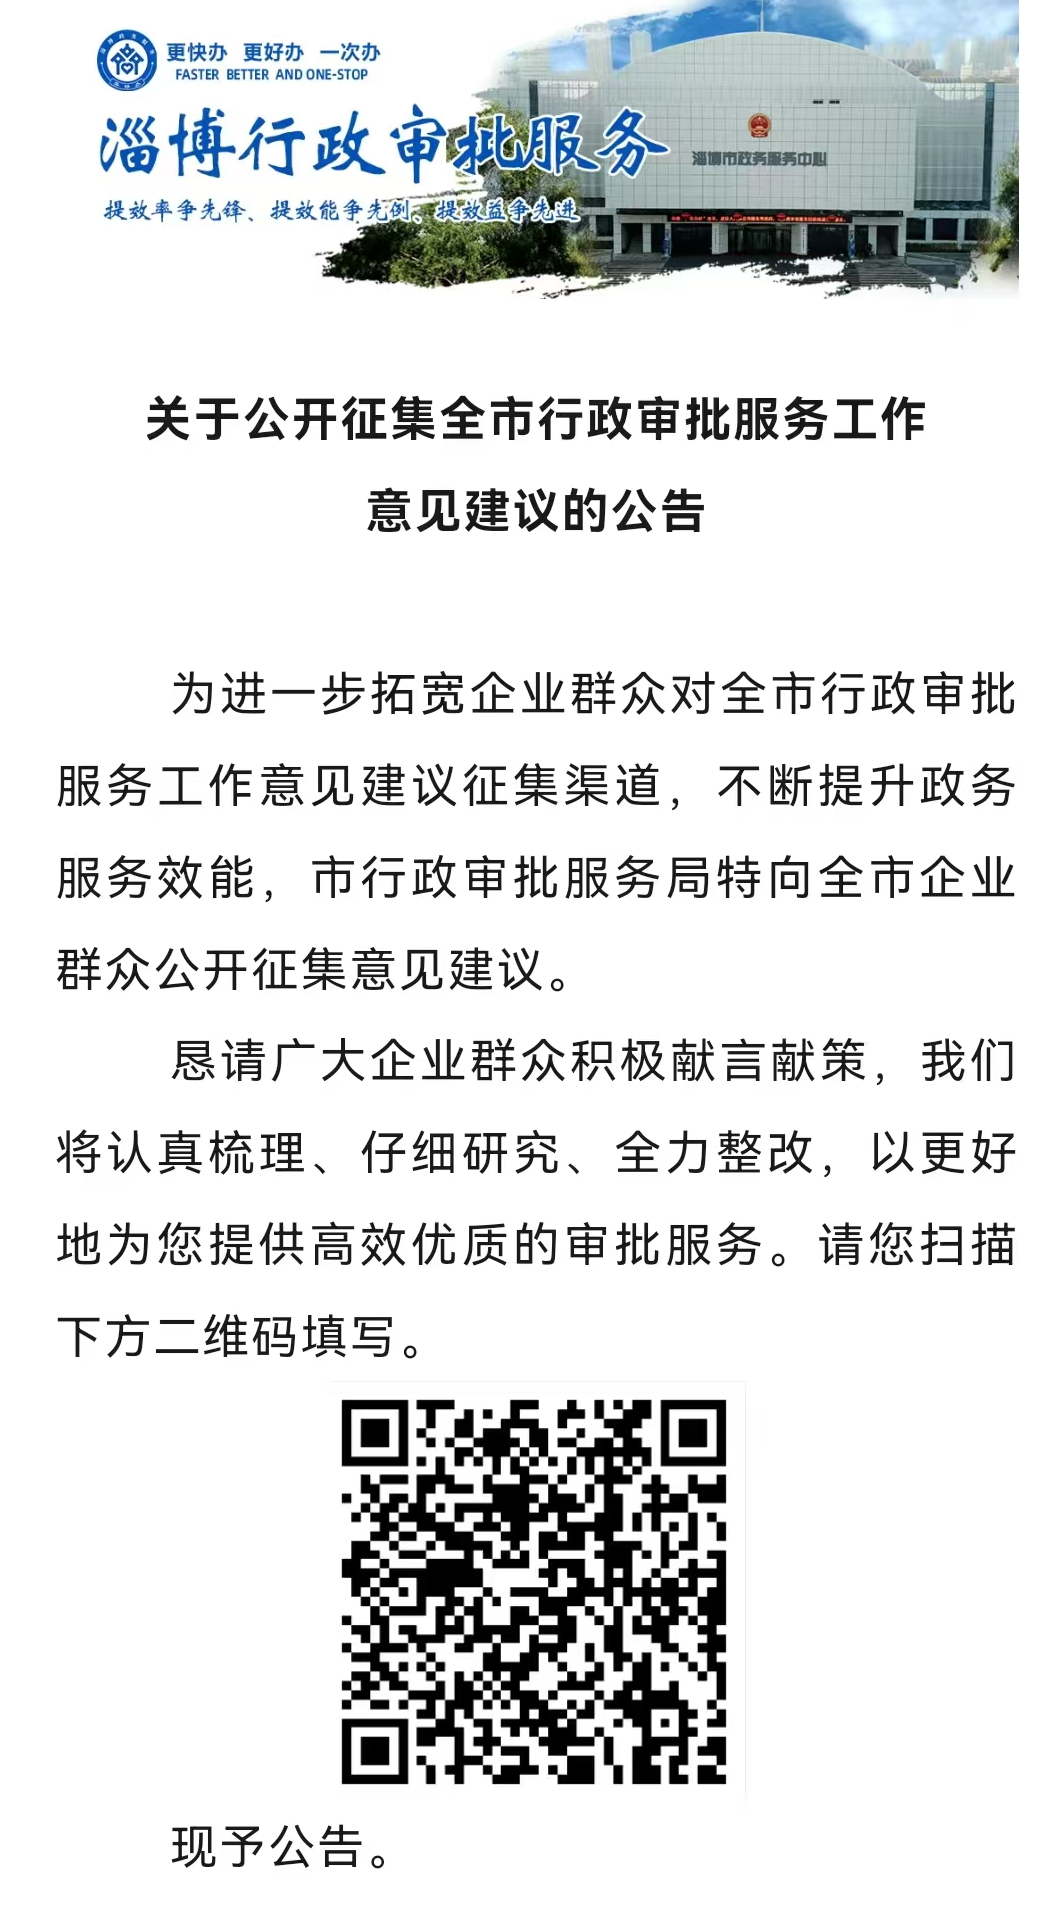 更快办 更好办 一次办
FASTER BETTER AND ONE-STOP
淄博行政审批服务
提效率争先锋、提效能争先例、提效益争先进
淄博市政务服务中心
关于公开征集全市行政审批服务工作
意见建议的公告
为进一步拓宽企业群众对全市行政审批
服务工作意见建议征集渠道，不断提升政务
服务效能，市行政审批服务局特向全市企业
群众公开征集意见建议。
恳请广大企业群众积极献言献策，我们
将认真梳理、仔细研究、全力整改，以更好
地为您提供高效优质的审批服务。请您扫描
下方二维码填写。
现予公告。